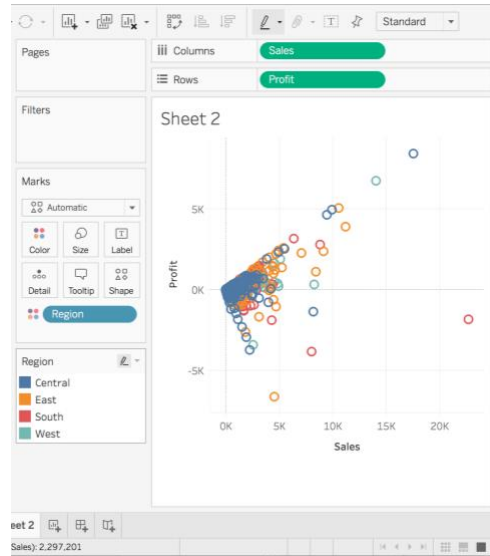 Standard
Pages
Columns
Sales
Rows
Profit
Filters
Sheet 2
Marks
Automatic
Color
Size
Label
Detail
Tooltip
Shape
Region
Region
Central
East
South
West
Profit
5K
0K
-5K
0K
5K
10K
15K
20K
Sales
eet 2
Sales): 2,297,201